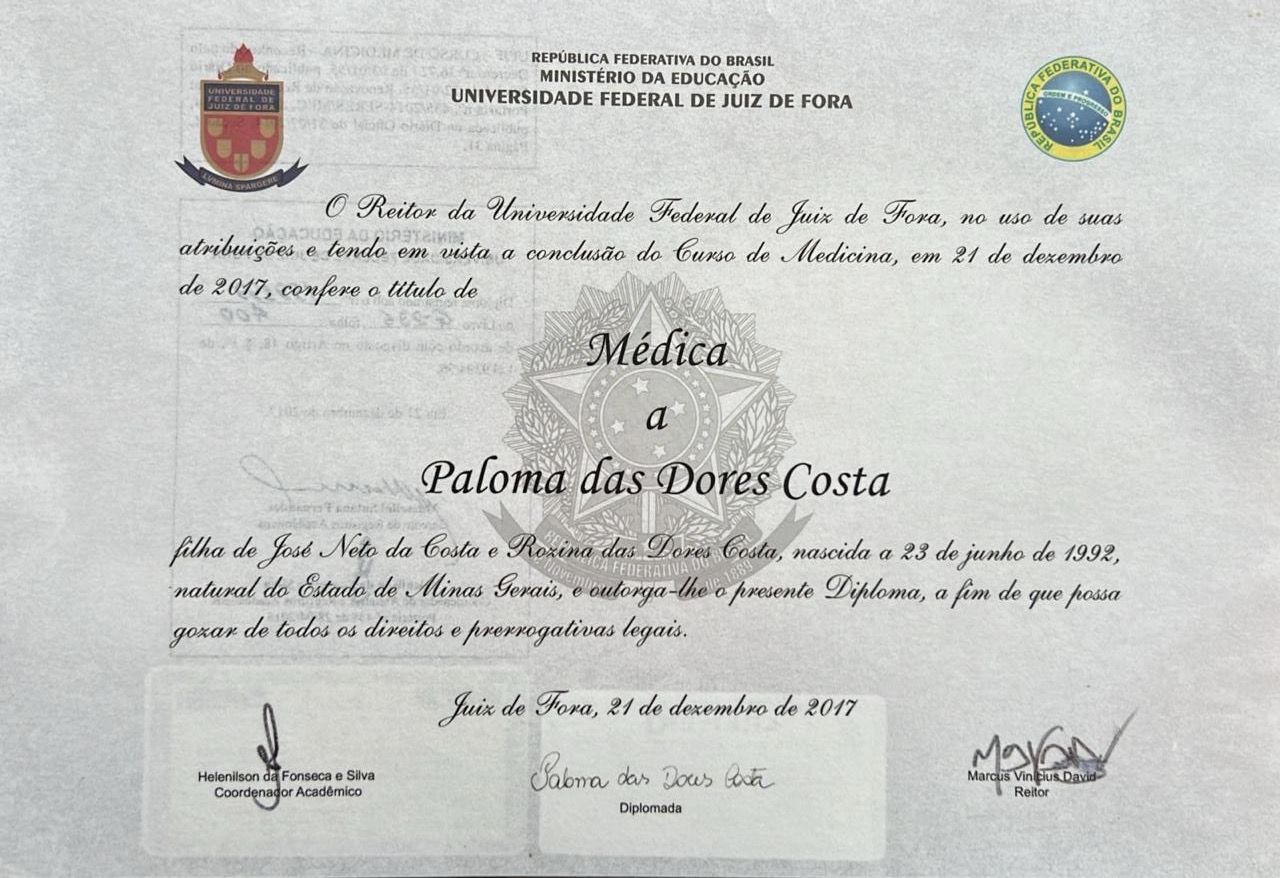 REPÚBLICA FEDERATIVA DO BRASIL
MINISTÉRIO DA EDUCAÇÃO
UNIVERSIDADE FEDERAL DE JUIZ DE FORA
UNIVERSIDADE
FEDERAL DE
JUIZ DE FORA
LVMINA SPARGERE
REPÚBLICA FEDERATIVA DO BRASIL
ORDEM E PROGRESSO
O Reitor da Universidade Federal de Juiz de Fora, no uso de suas
atribuições e tendo em vista a conclusão do Curso de Medicina, em 21 de dezembro
de 2017, confere o título de
Médica
a
Paloma das Dores Costa
filha de José Neto da Costa e Rozina das Dores Costa, nascida a 23 de junho de 1992,
natural do Estado de Minas Gerais, e outorga-lhe o presente Diploma, a fim de que possa
gozar de todos os direitos e prerrogativas legais.
Juiz de Fora, 21 de dezembro de 2017
Helenilson da Fonseca e Silva
Coordenador Acadêmico
Paloma das Dores Costa
Diplomada
Marcus Vinicius David
Reitor